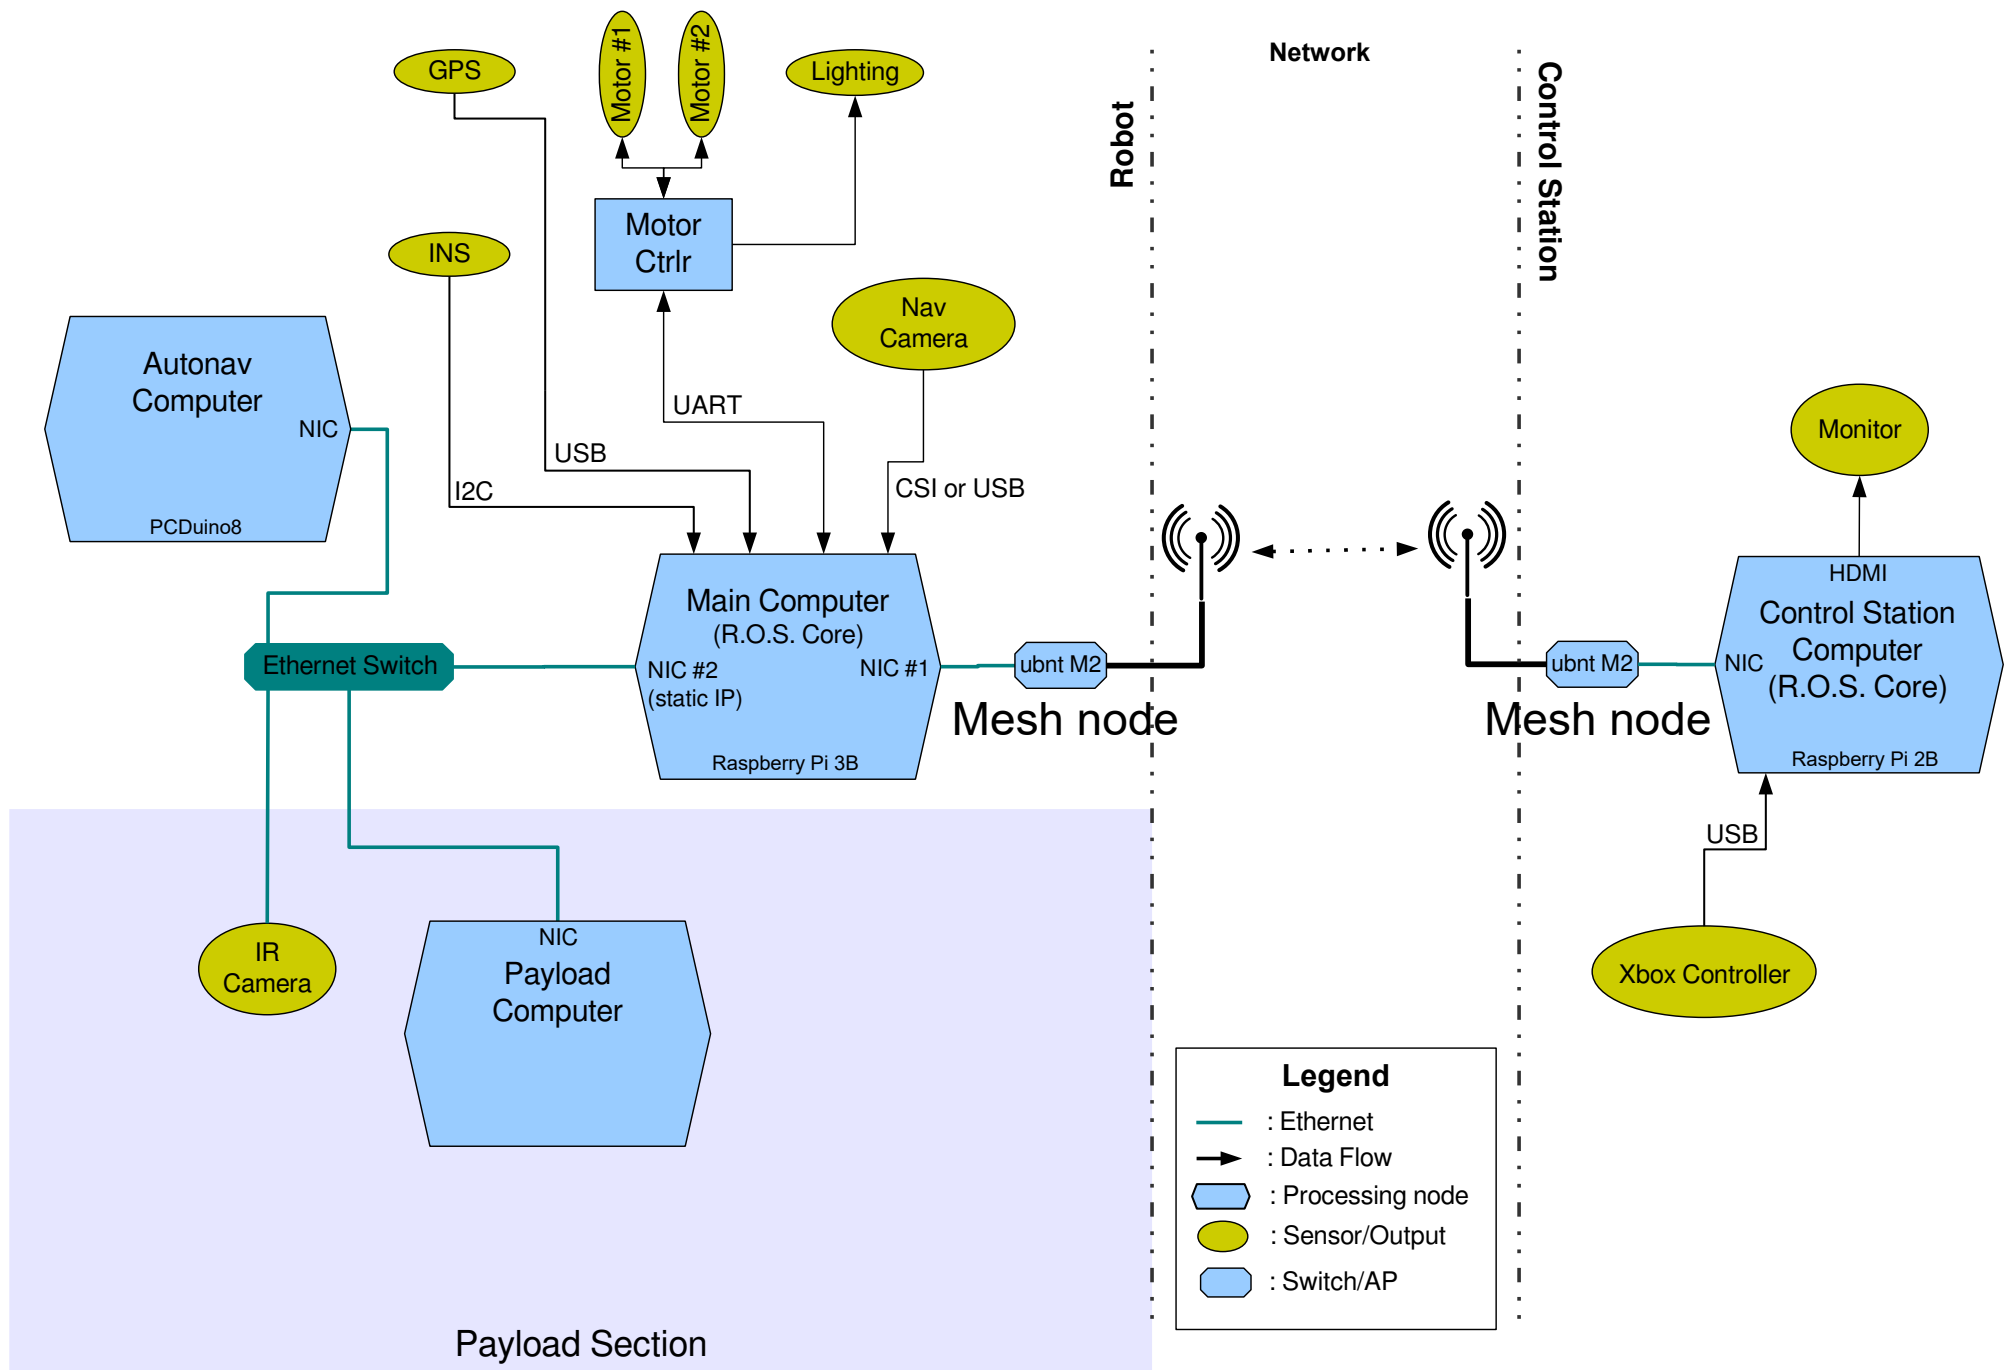 Network
GPS
Motor #1
Motor #2
Lighting
Robot
Control Station
Motor
Ctrlr
INS
Nav
Camera
Autonav
Computer
NIC
PCDuino8
UART
USB
I2C
CSI or USB
Monitor
HDMI
Main Computer
(R.O.S. Core)
NIC #2
(static IP)
NIC #1
Raspberry Pi 3B
Ethernet Switch
ubnt M2
Mesh node
ubnt M2
Mesh node
Control Station
Computer
(R.O.S. Core)
NIC
Raspberry Pi 2B
USB
Xbox Controller
IR
Camera
NIC
Payload
Computer
Payload Section
Legend
: Ethernet
: Data Flow
: Processing node
: Sensor/Output
: Switch/AP